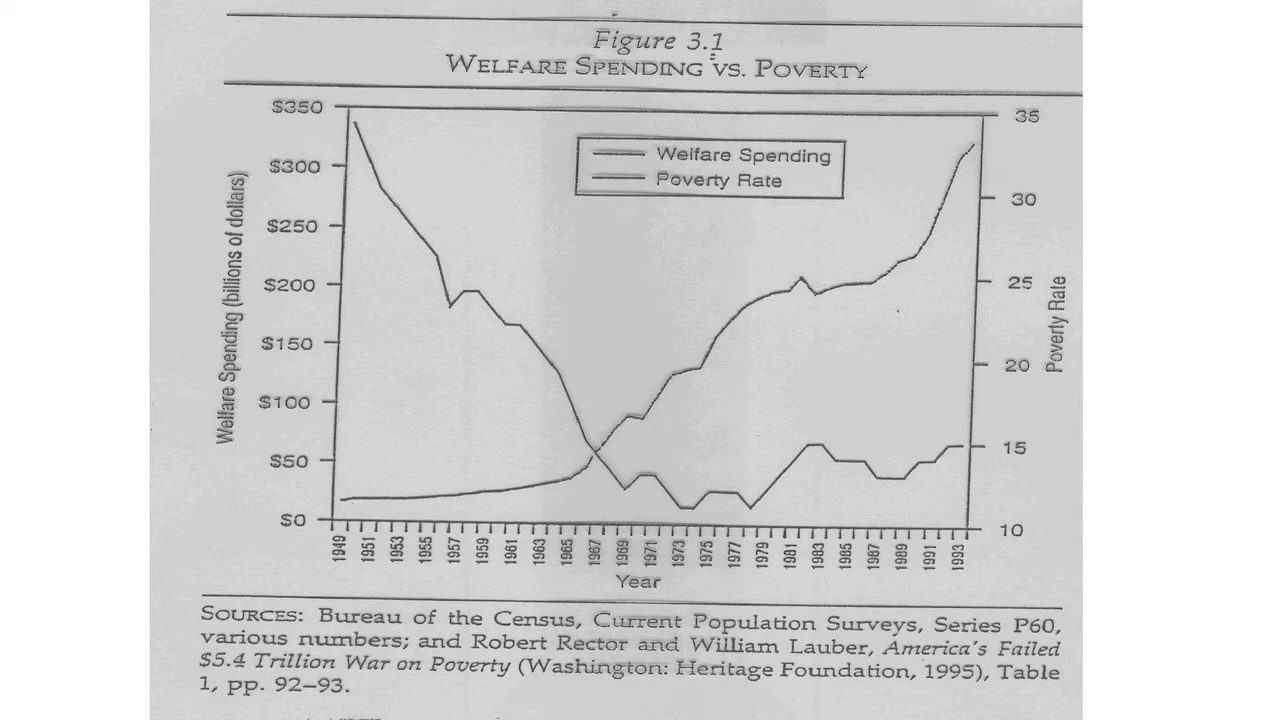 Figure 3.1
WELFARE SPENDING VS. POVERTY
$350
$300
$250
$200
$150
$100
$50
$0
Welfare Spending (billions of dollars)
Welfare Spending
Poverty Rate
35
30
25
20
15
10
Poverty Rate
1949 1951 1953 1955 1957 1959 1961 1963 1965 1967 1969 1971 1973 1975 1977 1979 1981 1983 1985 1987 1989 1991 1993
Year
SOURCES: Bureau of the Census, Current Population Surveys, Series P60,
various numbers; and Robert Rector and William Lauber, America's Failed
$5.4 Trillion War on Poverty (Washington: Heritage Foundation, 1995), Table
1, pp. 92–93.